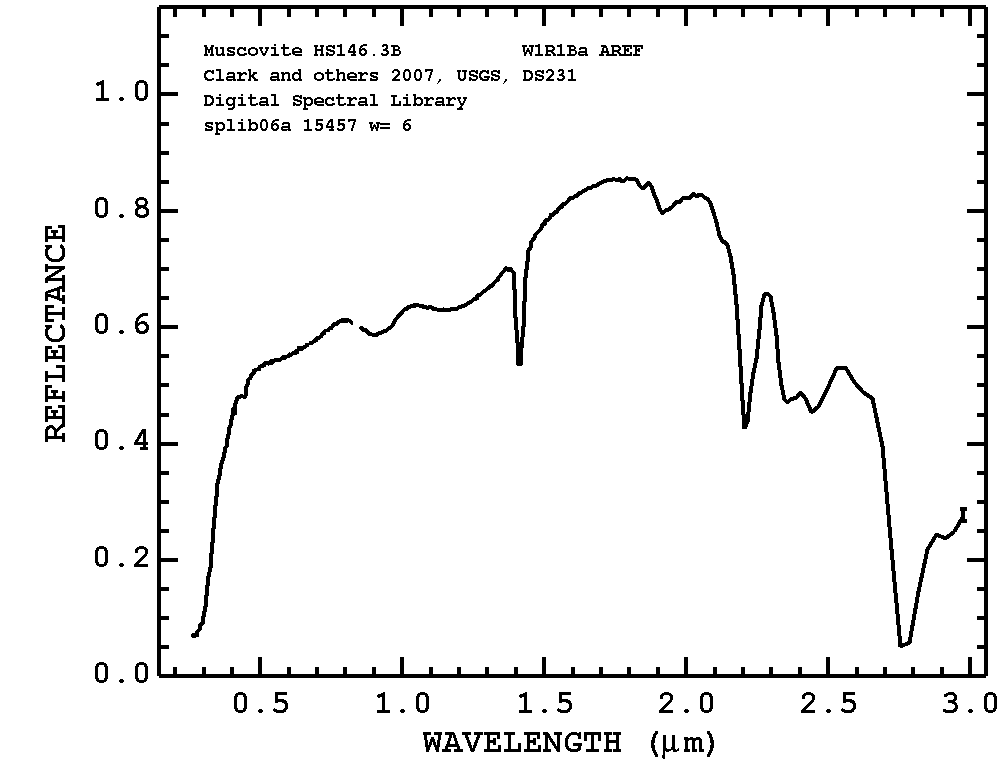 Muscovite HS146.3B W1R1Ba AREF
Clark and others 2007, USGS, DS231
Digital Spectral Library
splib06a 15457 w= 6
REFLECTANCE
1.0
0.8
0.6
0.4
0.2
0.0
0.5 1.0 1.5 2.0 2.5 3.0
WAVELENGTH (μm)